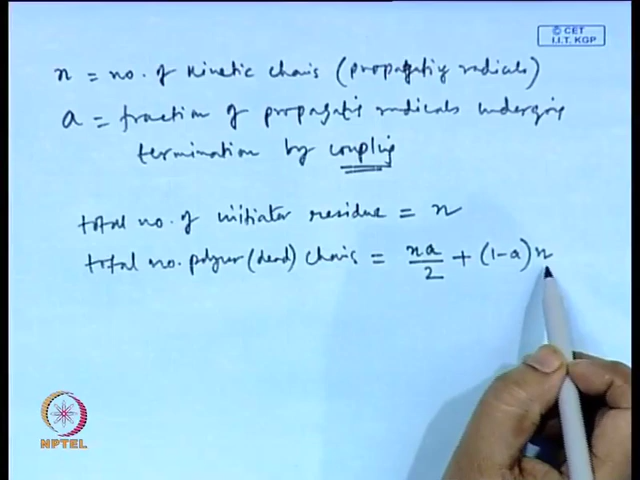 © CET
I.I.T. KGP
n = no. of kinetic chains (propagating radicals)
a = fraction of propagatig radicals undergoing
termination by coupling
total no. of initiator residue = n
total no. polymer (dead) chains = na/2 + (1-a)n
NPTEL